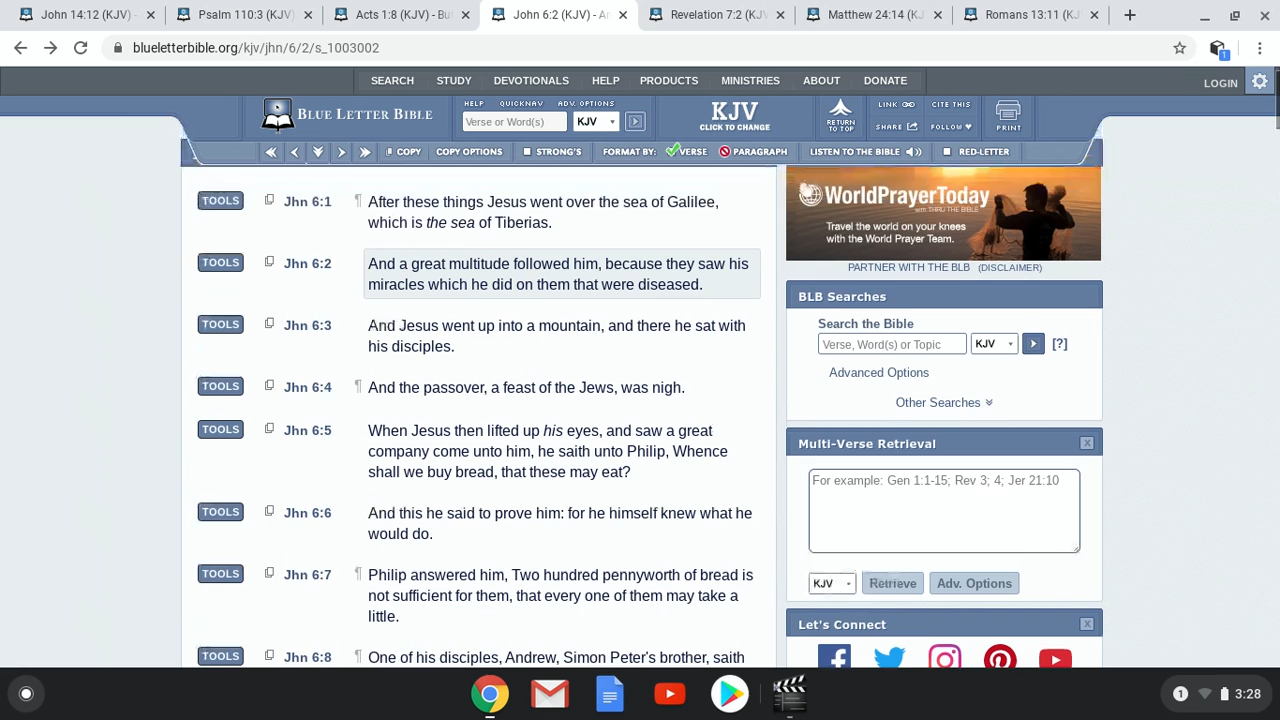 John 14:12 (KJV) -
Psalm 110:3 (KJV)
Acts 1:8 (KJV) - Bu
John 6:2 (KJV) - A
Revelation 7:2 (KJ
Matthew 24:14 (K
Romans 13:11 (K
blueletterbible.org/kjv/jhn/6/2/s_1003002
1
SEARCH STUDY DEVOTIONALS HELP PRODUCTS MINISTRIES ABOUT DONATE
LOGIN
BLUE LETTER BIBLE
HELP QUICKNAV ADV. OPTIONS
Verse or Word(s) KJV
KJV
CLICK TO CHANGE
RETURN
TO TOP
LINK CITE THIS
SHARE FOLLOW
PRINT
COPY COPY OPTIONS STRONG'S FORMAT BY: VERSE PARAGRAPH LISTEN TO THE BIBLE RED-LETTER
TOOLS Jhn 6:1 ¶ After these things Jesus went over the sea of Galilee,
which is the sea of Tiberias.
TOOLS Jhn 6:2 And a great multitude followed him, because they saw his
miracles which he did on them that were diseased.
TOOLS Jhn 6:3 And Jesus went up into a mountain, and there he sat with
his disciples.
TOOLS Jhn 6:4 ¶ And the passover, a feast of the Jews, was nigh.
TOOLS Jhn 6:5 When Jesus then lifted up his eyes, and saw a great
company come unto him, he saith unto Philip, Whence
shall we buy bread, that these may eat?
TOOLS Jhn 6:6 And this he said to prove him: for he himself knew what he
would do.
TOOLS Jhn 6:7 ¶ Philip answered him, Two hundred pennyworth of bread is
not sufficient for them, that every one of them may take a
little.
TOOLS Jhn 6:8 ¶ One of his disciples, Andrew, Simon Peter's brother, saith
WorldPrayerToday
with THRU the BIBLE
Travel the world on your knees
with the World Prayer Team.
PARTNER WITH THE BLB (DISCLAIMER)
BLB Searches
Search the Bible
Verse, Word(s) or Topic KJV [?]
Advanced Options
Other Searches
Multi-Verse Retrieval x
For example: Gen 1:1-15; Rev 3; 4; Jer 21:10
KJV Retrieve Adv. Options
Let's Connect x
1 3:28